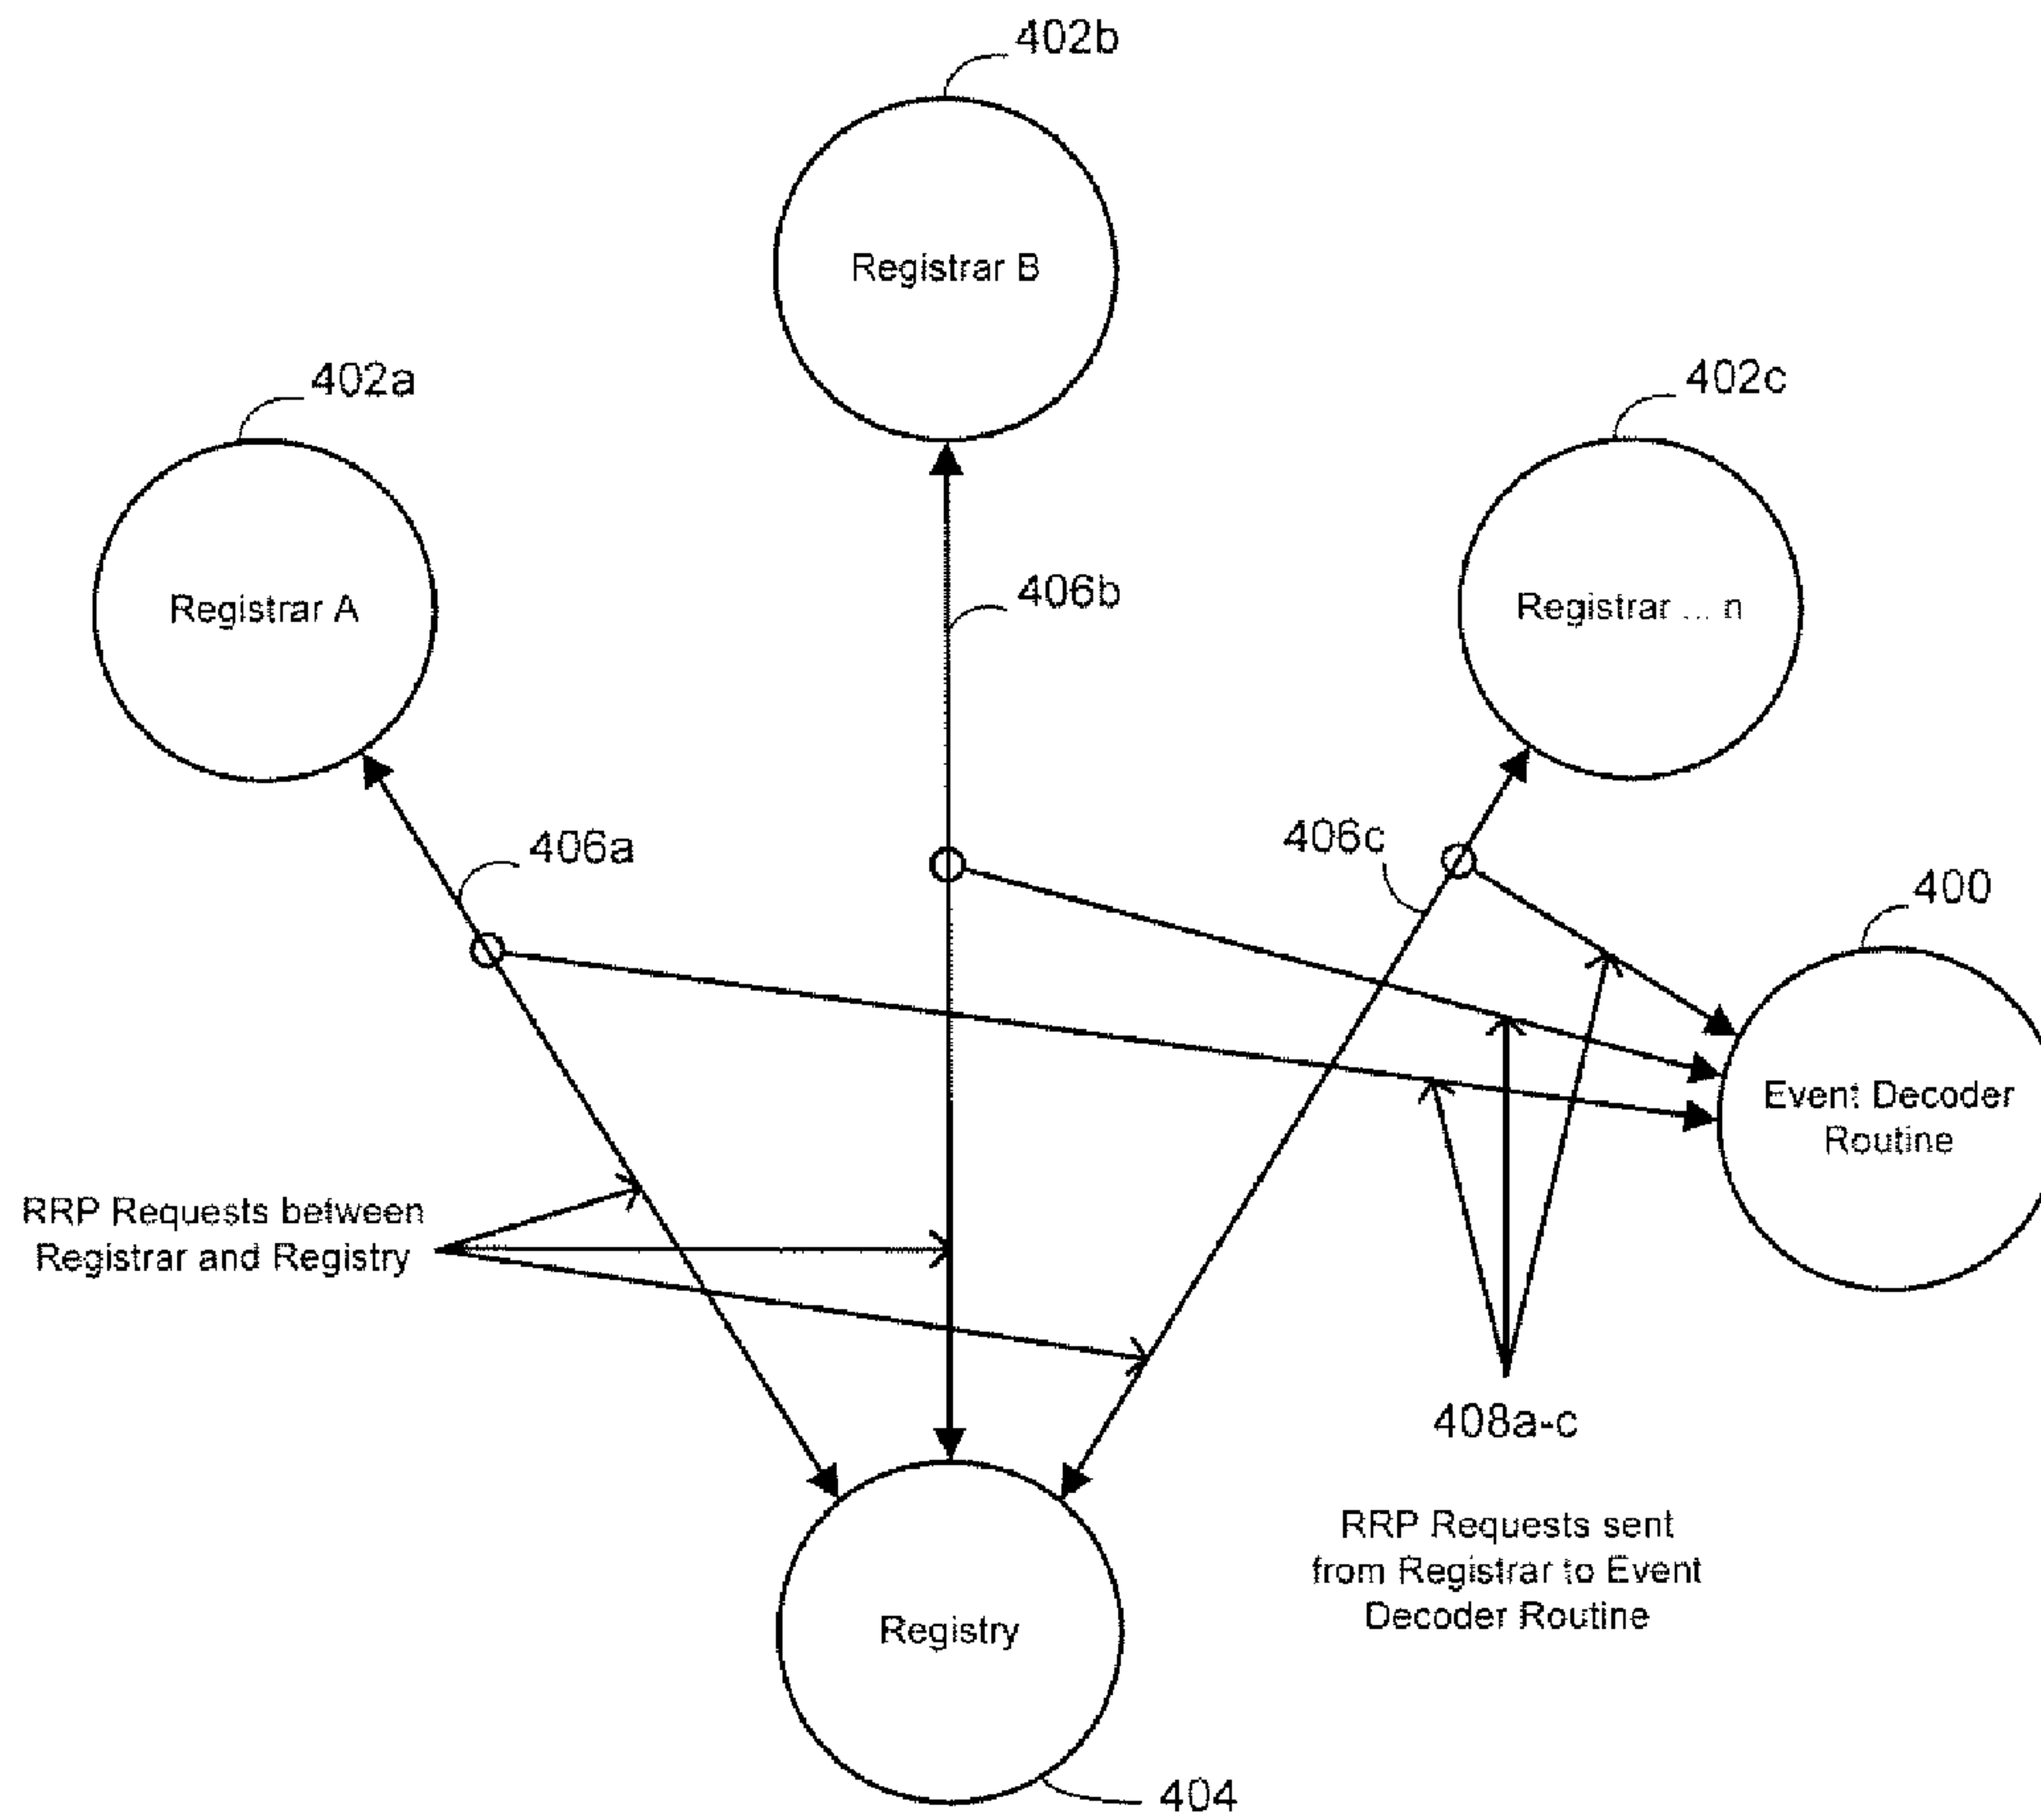 402b
Registrar B
402a
402c
Registrar A
Registrar ... n
406b
406a
406c
400
Event Decoder
Routine
RRP Requests between
Registrar and Registry
408a-c
RRP Requests sent
from Registrar to Event
Decoder Routine
Registry
404